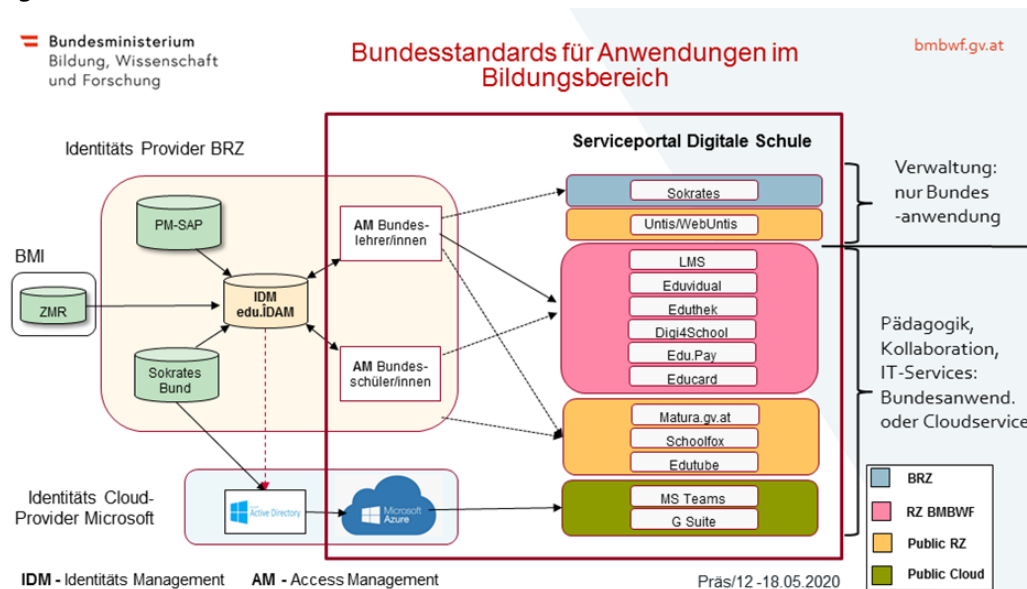 Bundesministerium
Bildung, Wissenschaft
und Forschung
Bundesstandards für Anwendungen im
Bildungsbereich
bmbwf.gv.at
Identitäts Provider BRZ
Serviceportal Digitale Schule
PM-SAP
BMI
ZMR
IDM
edu.IDAM
Sokrates
Bund
AM Bundes-
lehrer/innen
AM Bundes-
schüler/innen
Sokrates
Untis/WebUntis
LMS
Eduvidual
Eduthek
Digi4School
Edu.Pay
Educard
Matura.gv.at
Schoolfox
Edutube
MS Teams
G Suite
Verwaltung:
nur Bundes
-anwendung
Pädagogik,
Kollaboration,
IT-Services:
Bundesanwend.
oder Cloudservice
Identitäts Cloud-
Provider Microsoft
Active Directory
Microsoft
Azure
BRZ
RZ BMBWF
Public RZ
Public Cloud
IDM - Identitäts Management
AM - Access Management
Präs/12 -18.05.2020